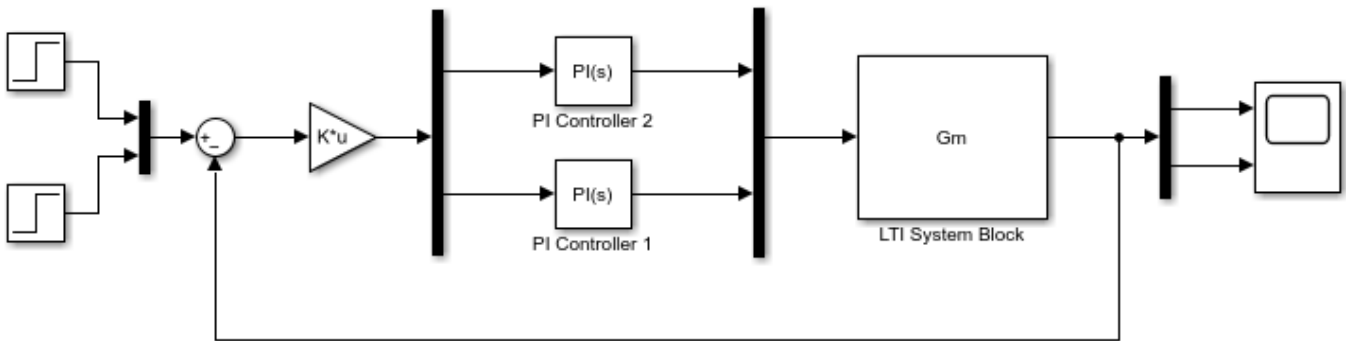 PI(s)
PI Controller 2
K*u
Gm
PI(s)
PI Controller 1
LTI System Block